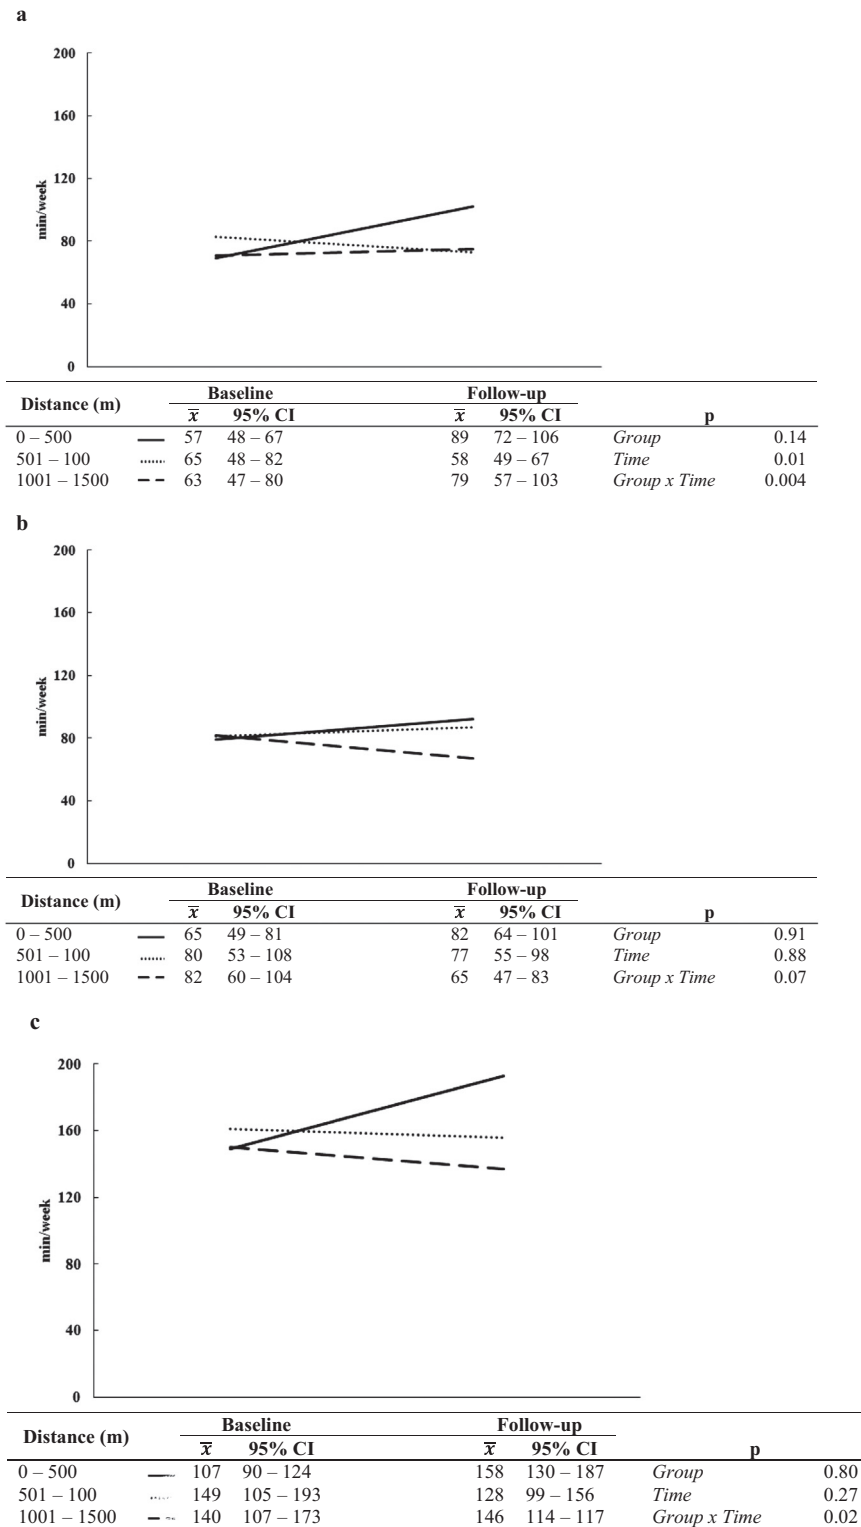 a
200
160
120
80
40
0
min/week
Distance (m) Baseline Follow-up p
x̅ 95% CI x̅ 95% CI
0 – 500 57 48 – 67 89 72 – 106 Group 0.14
501 – 100 65 48 – 82 58 49 – 67 Time 0.01
1001 – 1500 63 47 – 80 79 57 – 103 Group x Time 0.004
b
200
160
120
80
40
0
min/week
Distance (m) Baseline Follow-up p
x̅ 95% CI x̅ 95% CI
0 – 500 65 49 – 81 82 64 – 101 Group 0.91
501 – 100 80 53 – 108 77 55 – 98 Time 0.88
1001 – 1500 82 60 – 104 65 47 – 83 Group x Time 0.07
c
200
160
120
80
40
0
min/week
Distance (m) Baseline Follow-up p
x̅ 95% CI x̅ 95% CI
0 – 500 107 90 – 124 158 130 – 187 Group 0.80
501 – 100 149 105 – 193 128 99 – 156 Time 0.27
1001 – 1500 140 107 – 173 146 114 – 117 Group x Time 0.02